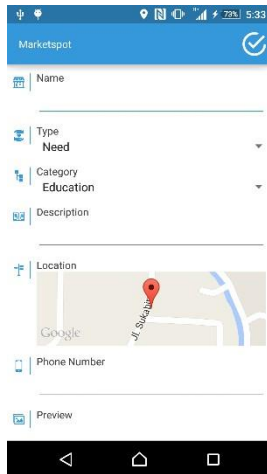 73% 5:33
Marketspot
Name
Type
Need
Category
Education
Description
Location
Google
Jl. Sukabir
Phone Number
Preview